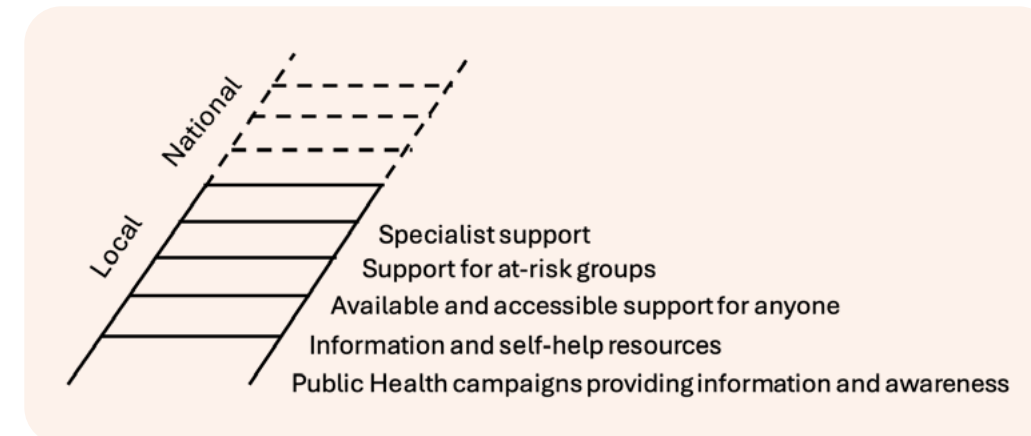 National
Local
Specialist support
Support for at-risk groups
Available and accessible support for anyone
Information and self-help resources
Public Health campaigns providing information and awareness